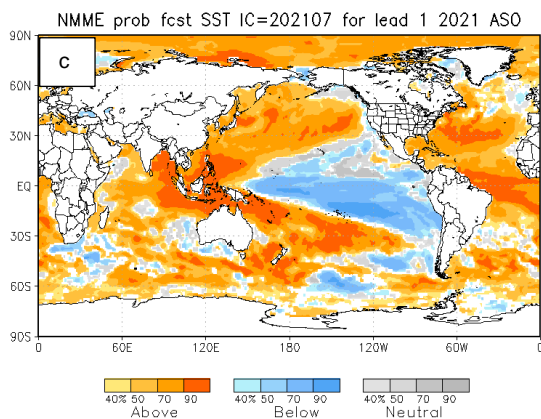 NMME prob fcst SST IC=202107 for lead 1 2021 ASO
90N
C
60N
30N
EQ
30S
60S
90S
0 60E 120E 180 120W 60W 0
40% 50 70 90 40% 50 70 90 40% 50 70 90
Above Below Neutral